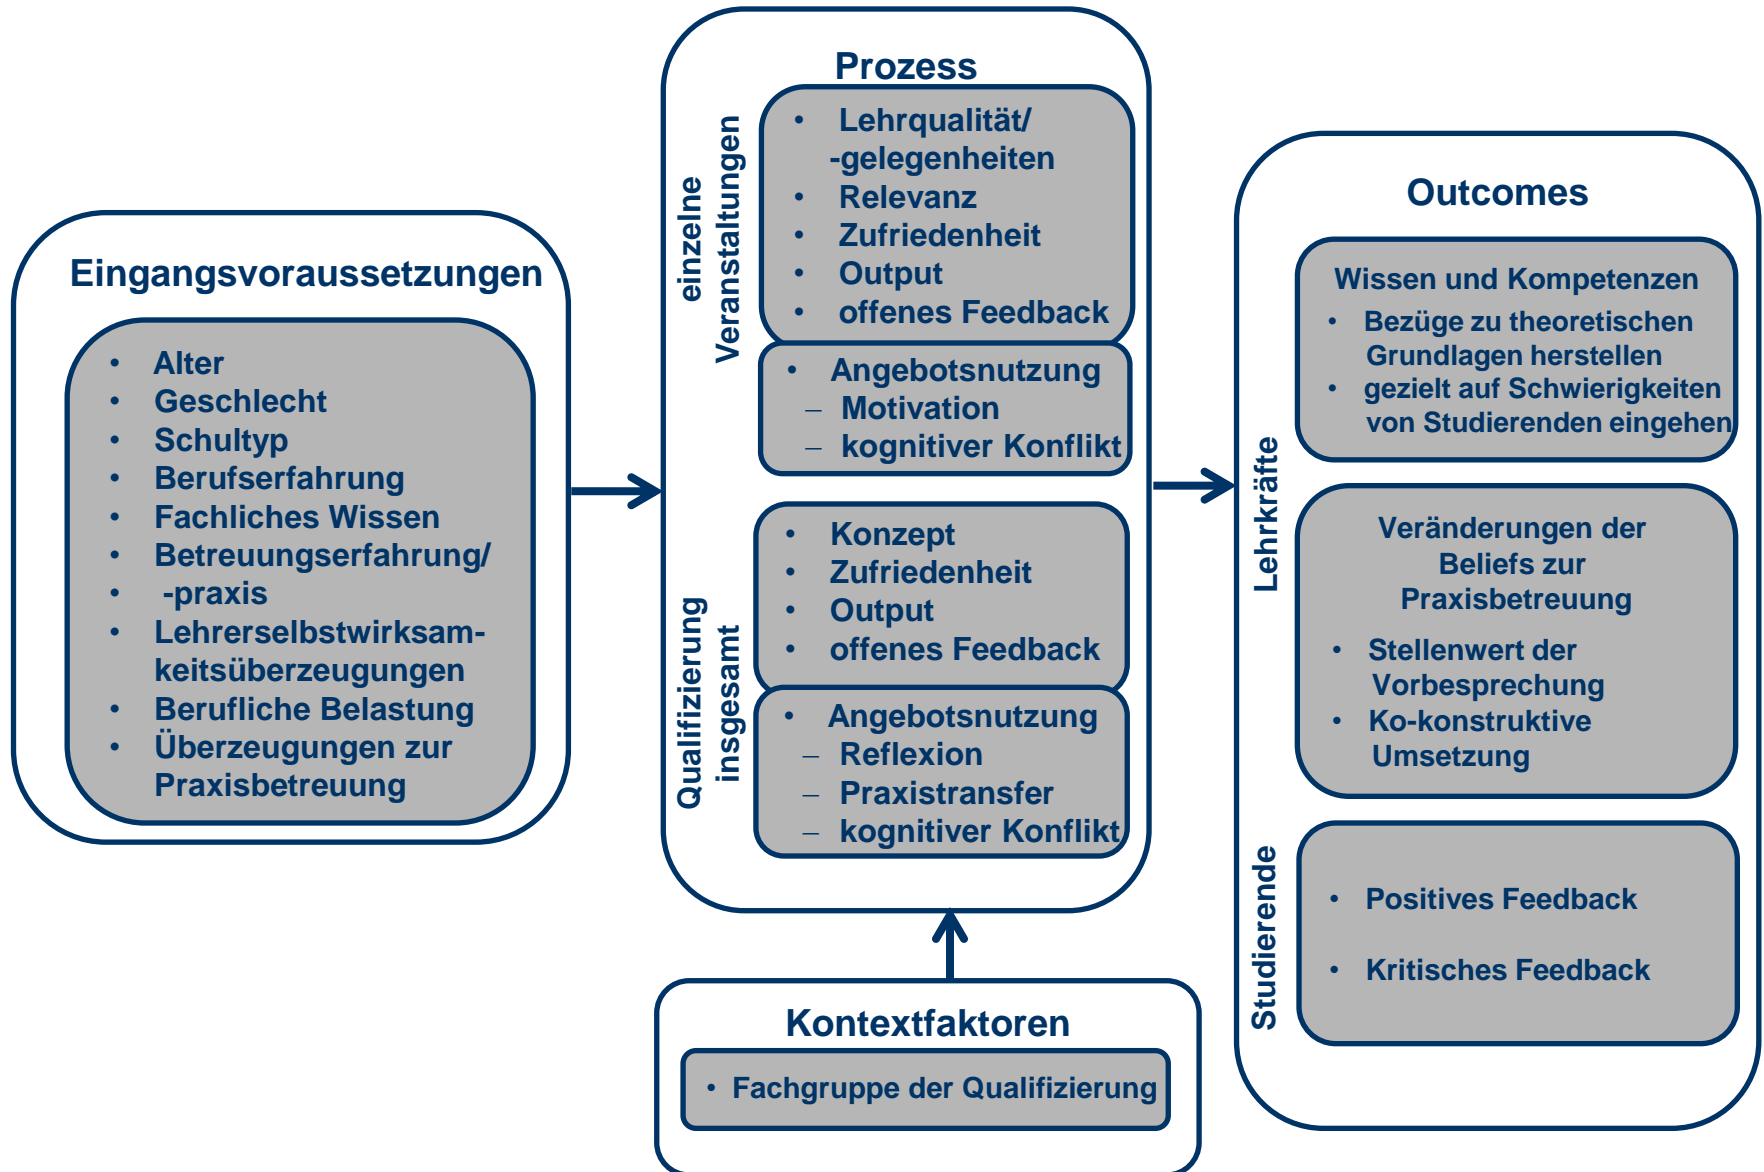 Eingangsvoraussetzungen
• Alter
• Geschlecht
• Schultyp
• Berufserfahrung
• Fachliches Wissen
• Betreuungserfahrung/
• -praxis
• Lehrerselbstwirksam-
keitsüberzeugungen
• Berufliche Belastung
• Überzeugungen zur
Praxisbetreuung
Prozess
einzelne
Veranstaltungen
• Lehrqualität/
-gelegenheiten
• Relevanz
• Zufriedenheit
• Output
• offenes Feedback
• Angebotsnutzung
– Motivation
– kognitiver Konflikt
Qualifizierung
insgesamt
• Konzept
• Zufriedenheit
• Output
• offenes Feedback
• Angebotsnutzung
– Reflexion
– Praxistransfer
– kognitiver Konflikt
Kontextfaktoren
• Fachgruppe der Qualifizierung
Outcomes
Lehrkräfte
Wissen und Kompetenzen
• Bezüge zu theoretischen
Grundlagen herstellen
• gezielt auf Schwierigkeiten
von Studierenden eingehen
Veränderungen der
Beliefs zur
Praxisbetreuung
• Stellenwert der
Vorbesprechung
• Ko-konstruktive
Umsetzung
Studierende
• Positives Feedback
• Kritisches Feedback